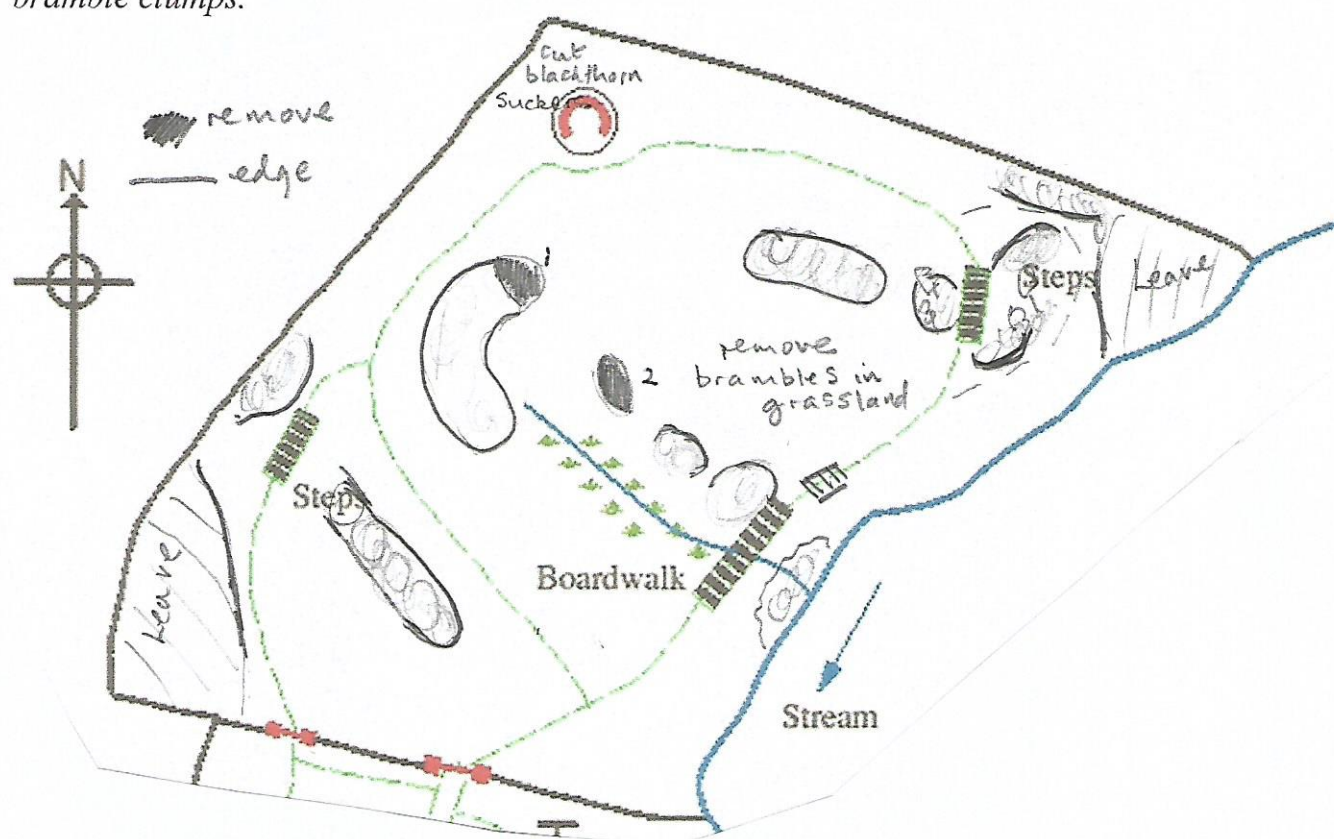 bramble clumps.
cut
blackthorn
Suckers
remove
edge
N
1
Steps
Leave
remove
2
brambles in
grassland
Steps
Leave
Boardwalk
Stream